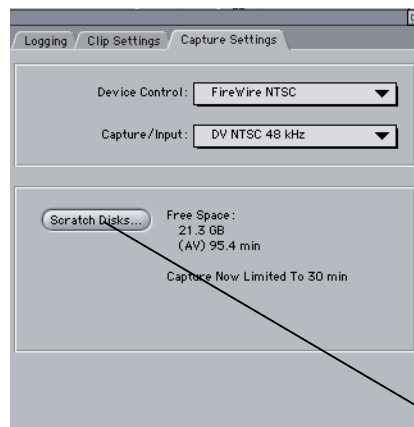 Logging Clip Settings Capture Settings
Device Control: FireWire NTSC
Capture/Input: DV NTSC 48 kHz
Scratch Disks... Free Space:
21.3 GB
(AV) 95.4 min
Capture Now Limited To 30 min